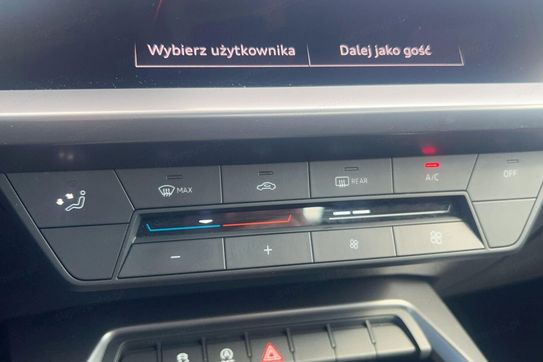 Wybierz użytkownika
Dalej jako gość
MAX
REAR
A/C
OFF
- +